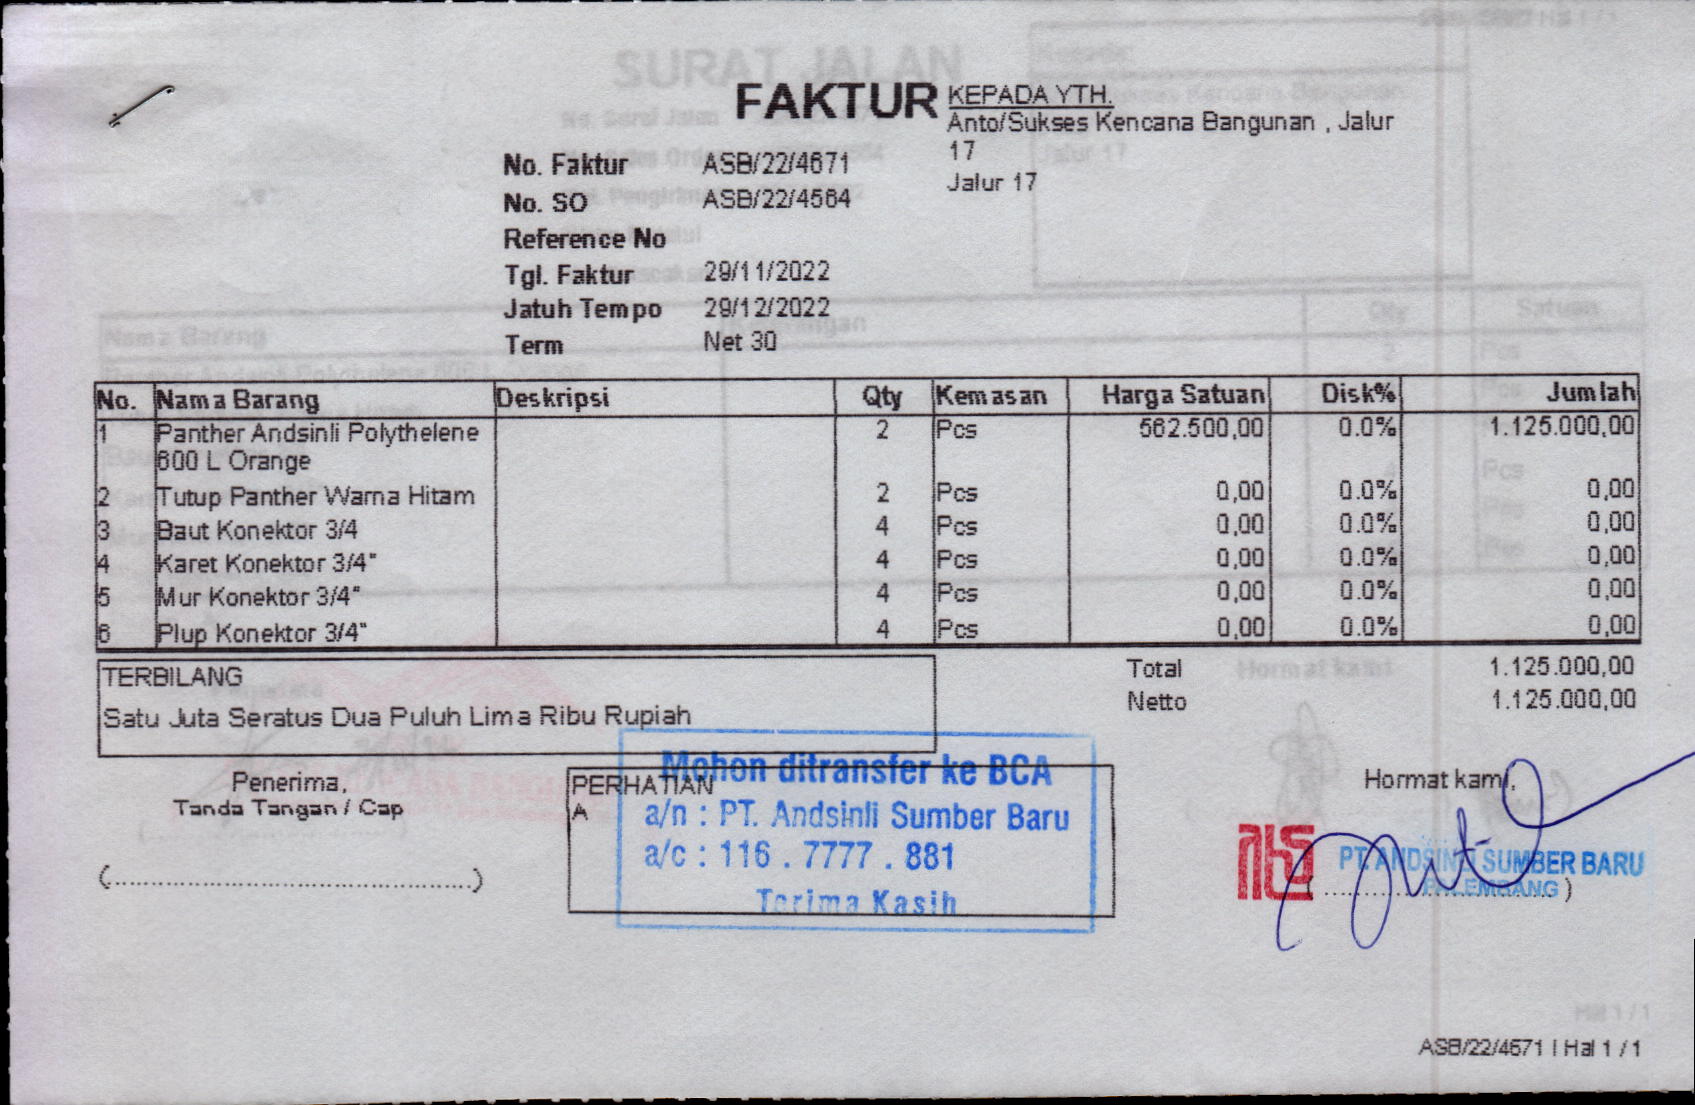 FAKTUR
KEPADA YTH.
Anto/Sukses Kencana Bangunan , Jalur
17
Jalur 17
No. Faktur ASB/22/4671
No. SO ASB/22/4564
Reference No
Tgl. Faktur 29/11/2022
Jatuh Tempo 29/12/2022
Term Net 30
No. Nama Barang Deskripsi Qty Kemasan Harga Satuan Disk% Jumlah
1 Panther Andsinli Polythelene 2 Pcs 562.500,00 0.0% 1.125.000,00
600 L Orange
2 Tutup Panther Warna Hitam 2 Pcs 0,00 0.0% 0,00
3 Baut Konektor 3/4 4 Pcs 0,00 0.0% 0,00
4 Karet Konektor 3/4" 4 Pcs 0,00 0.0% 0,00
5 Mur Konektor 3/4" 4 Pcs 0,00 0.0% 0,00
6 Plup Konektor 3/4" 4 Pcs 0,00 0.0% 0,00
TERBILANG
Satu Juta Seratus Dua Puluh Lima Ribu Rupiah
Total 1.125.000,00
Netto 1.125.000,00
Penerima,
Tanda Tangan / Cap
(................................................)
PERHATIAN
A
Mohon ditransfer ke BCA
a/n : PT. Andsinli Sumber Baru
a/c : 116 . 7777 . 881
Terima Kasih
Hormat kami,
PT. ANDSINLI SUMBER BARU
PALEMBANG
ASB/22/4671 | Hal 1 / 1